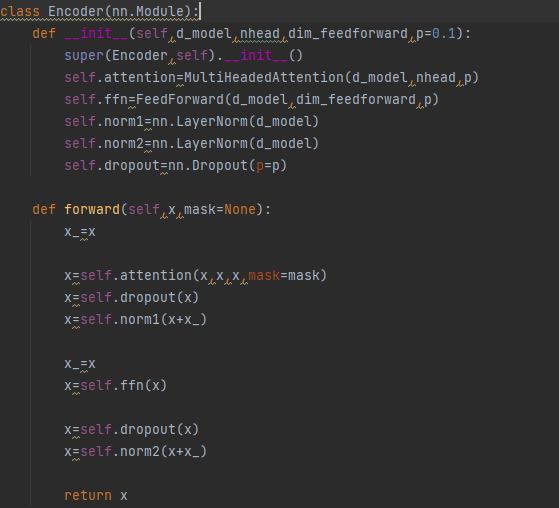 class Encoder(nn.Module):
    def __init__(self,d_model,nhead,dim_feedforward,p=0.1):
        super(Encoder,self).__init__()
        self.attention=MultiHeadedAttention(d_model,nhead,p)
        self.ffn=FeedForward(d_model,dim_feedforward,p)
        self.norm1=nn.LayerNorm(d_model)
        self.norm2=nn.LayerNorm(d_model)
        self.dropout=nn.Dropout(p=p)

    def forward(self,x,mask=None):
        x_=x

        x=self.attention(x,x,x,mask=mask)
        x=self.dropout(x)
        x=self.norm1(x+x_)

        x_=x
        x=self.ffn(x)

        x=self.dropout(x)
        x=self.norm2(x+x_)

        return x